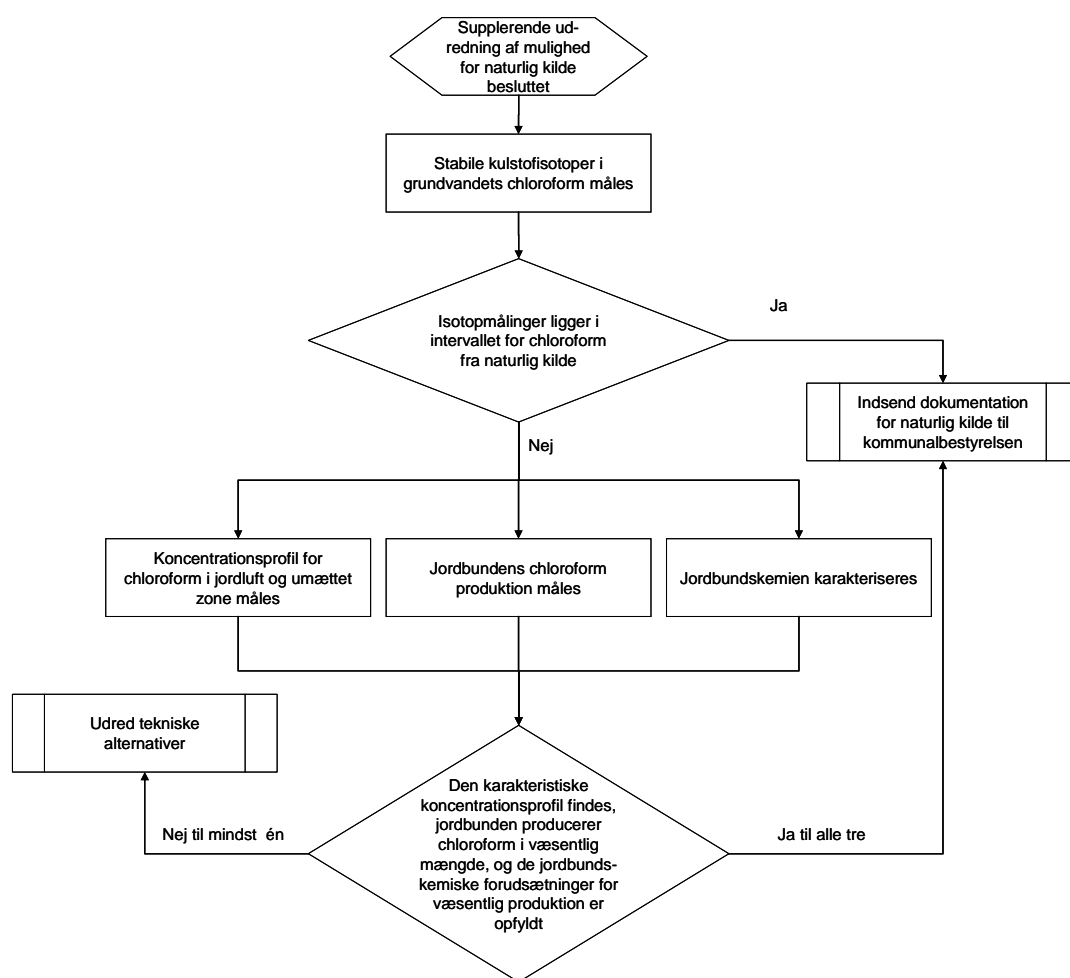 Supplerende ud-
redning af mulighed
for naturlig kilde
besluttet
Stabile kulstofisotoper i
grundvandets chloroform måles
Isotopmålinger ligger i
intervallet for chloroform
fra naturlig kilde
Ja
Indsend dokumentation
for naturlig kilde til
kommunalbestyrelsen
Nej
Koncentrationsprofil for
chloroform i jordluft og umættet
zone måles
Jordbundens chloroform
produktion måles
Jordbundskemien karakteriseres
Udred tekniske
alternativer
Nej til mindst én
Den karakteristiske
koncentrationsprofil findes,
jordbunden producerer
chloroform i væsentlig
mængde, og de jordbunds-
kemiske forudsætninger for
væsentlig produktion er
opfyldt
Ja til alle tre